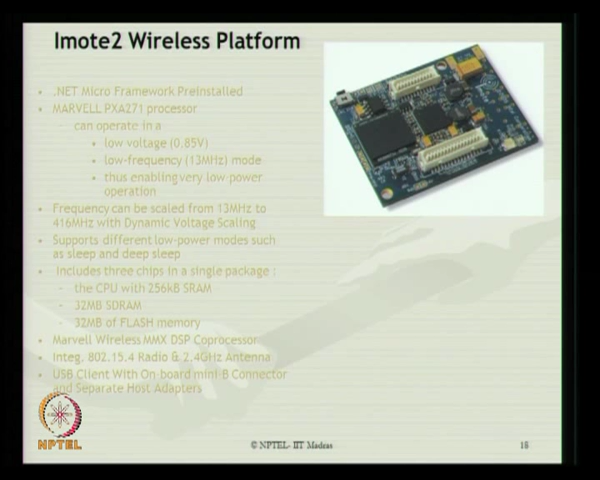 Imote2 Wireless Platform
• .NET Micro Framework Preinstalled
• MARVELL PXA271 processor
– can operate in a
• low voltage (0.85V)
• low-frequency (13MHz) mode
• thus enabling very low power
operation
• Frequency can be scaled from 13MHz to
416MHz with Dynamic Voltage Scaling
• Supports different low-power modes such
as sleep and deep sleep
• Includes three chips in a single package :
– the CPU with 256kB SRAM
– 32MB SDRAM
– 32MB of FLASH memory
• Marvell Wireless MMX DSP Coprocessor
• Integ. 802.15.4 Radio & 2.4GHz Antenna
• USB Client With On-board mini-B Connector
and Separate Host Adapters
NPTEL
© NPTEL- IIT Madras
18